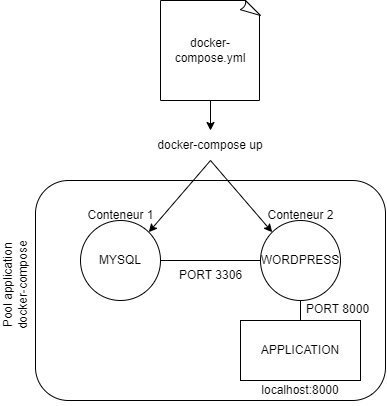 docker-
compose.yml
docker-compose up
Pool application
docker-compose
Conteneur 1
Conteneur 2
MYSQL
WORDPRESS
PORT 3306
PORT 8000
APPLICATION
localhost:8000